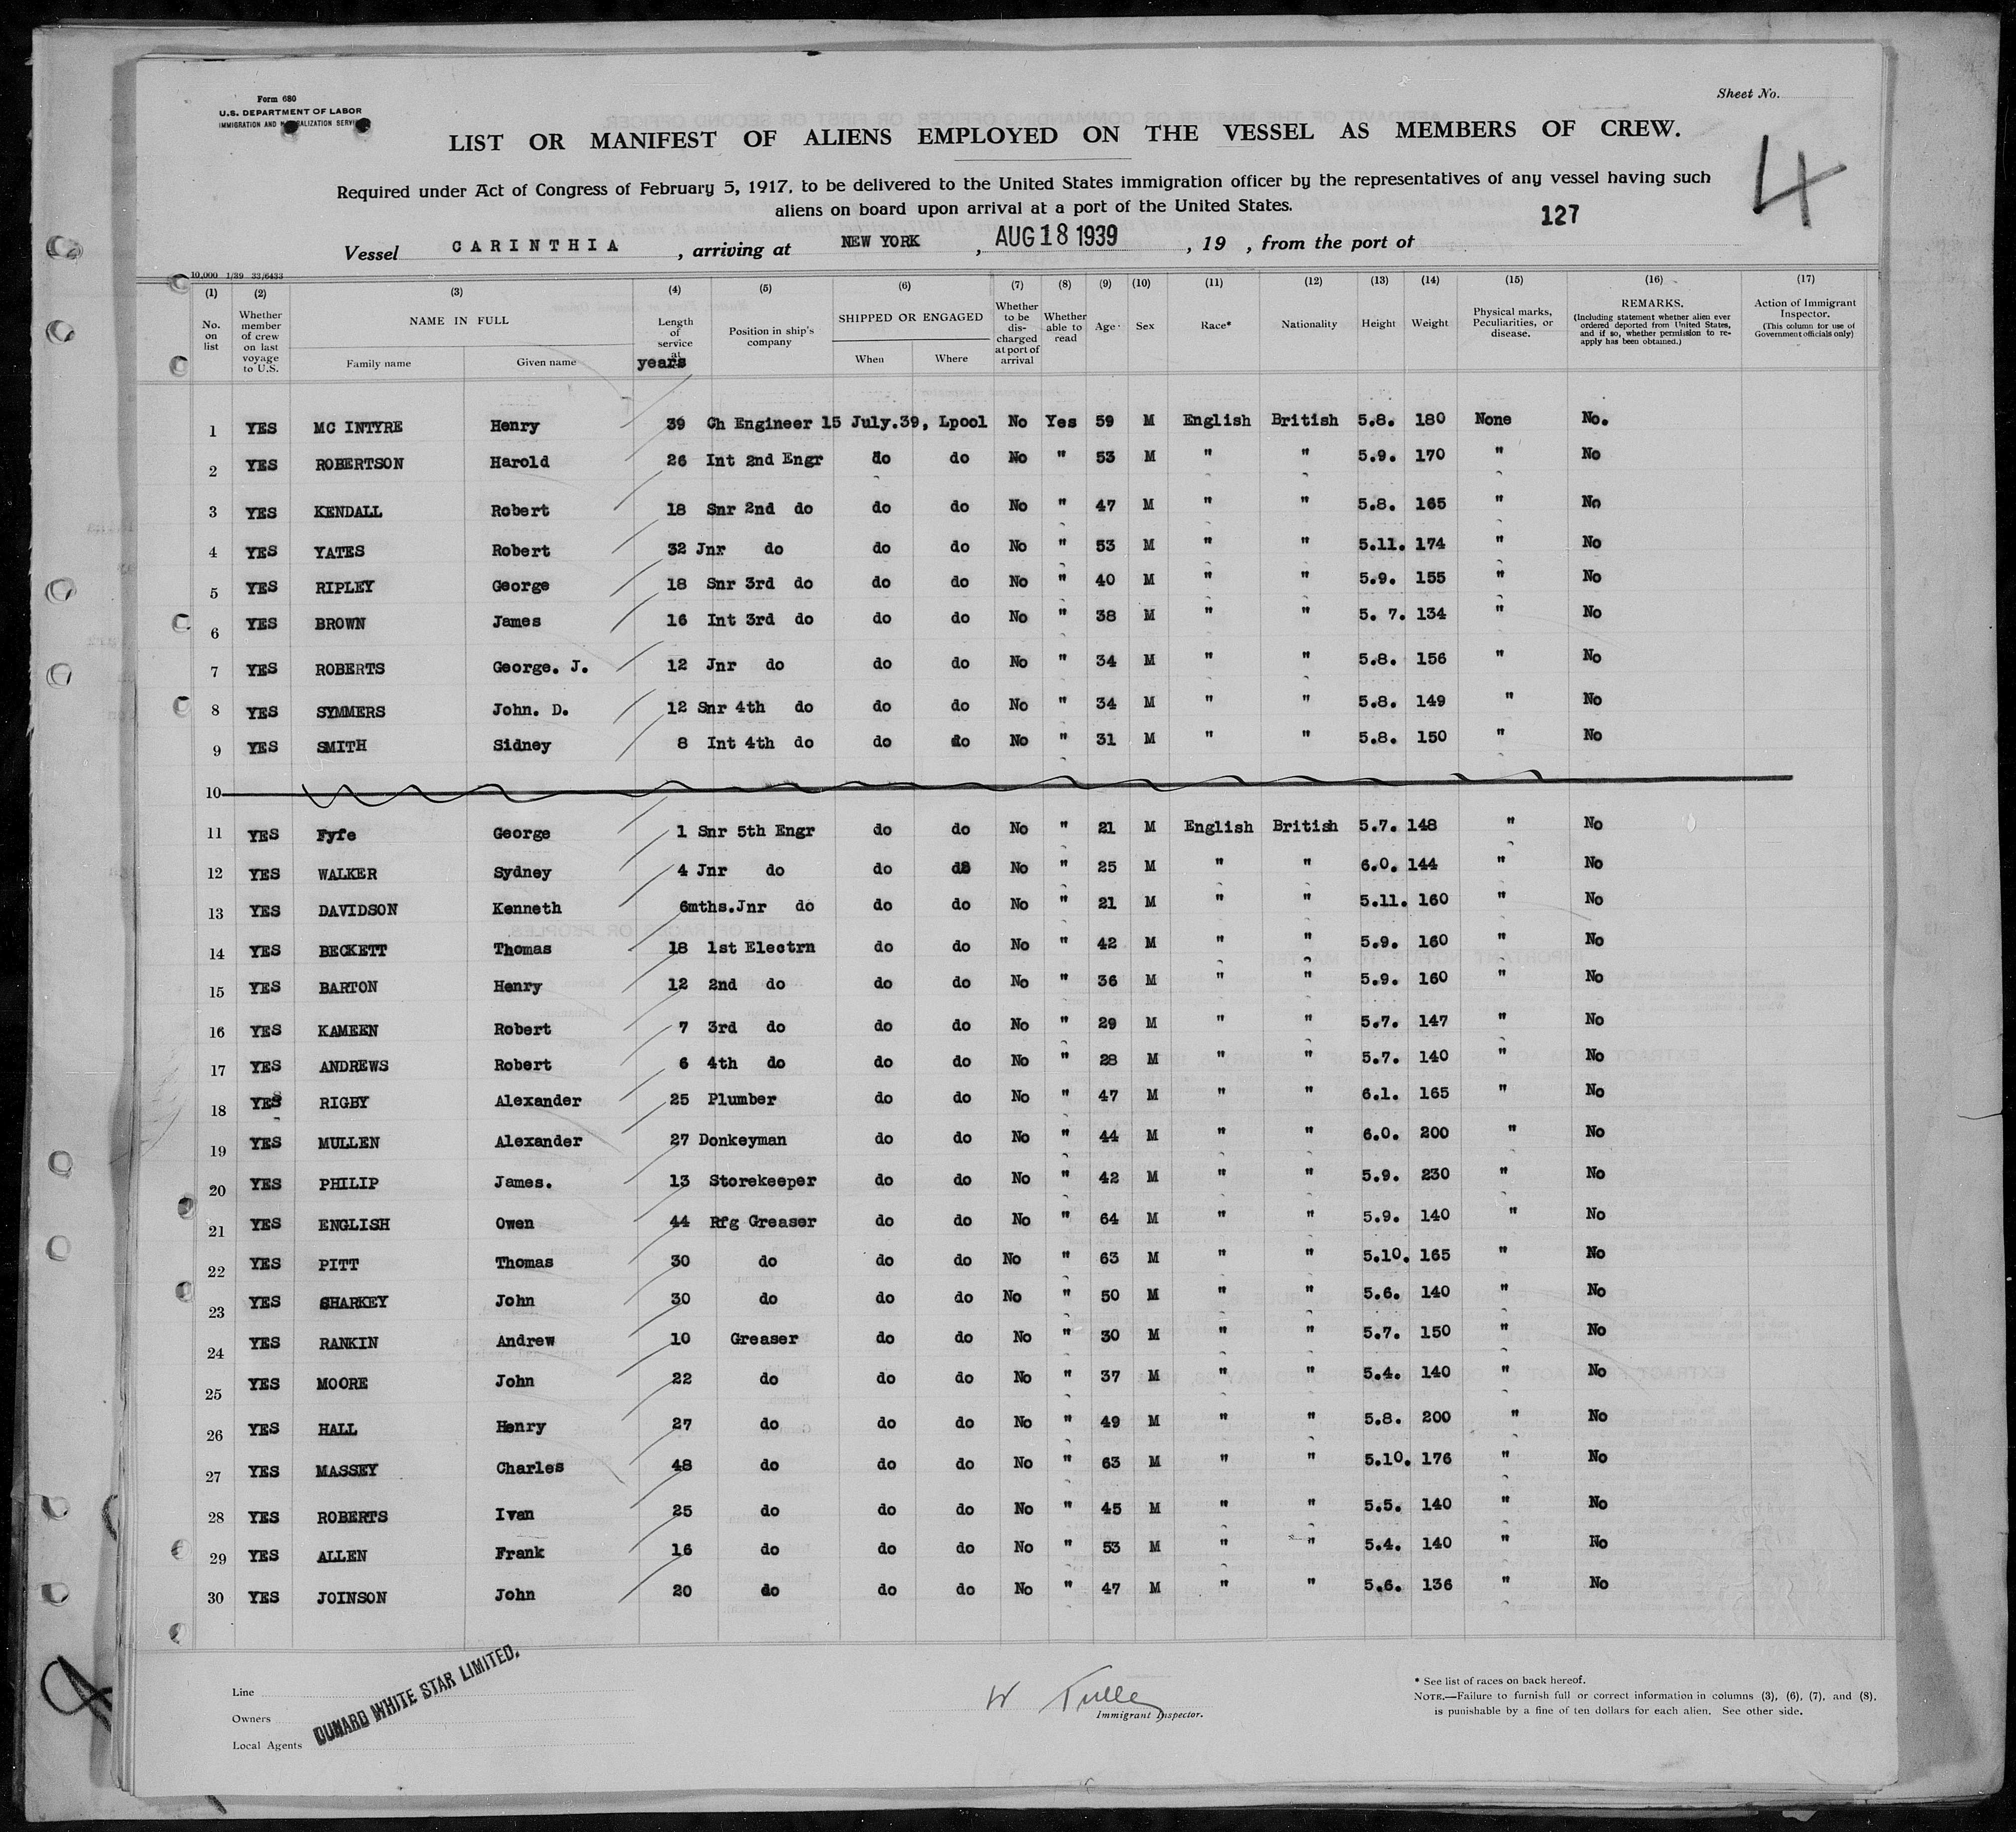 Form 680
U.S. DEPARTMENT OF LABOR
IMMIGRATION AND NATURALIZATION SERVICE
Sheet No.
LIST OR MANIFEST OF ALIENS EMPLOYED ON THE VESSEL AS MEMBERS OF CREW.
4
Required under Act of Congress of February 5, 1917, to be delivered to the United States immigration officer by the representatives of any vessel having such
aliens on board upon arrival at a port of the United States.
127
Vessel CARINTHIA, arriving at NEW YORK, AUG 18 1939, 19 , from the port of
10,000 1/39 33/6433
(1) (2) (3) (4) (5) (6) (7) (8) (9) (10) (11) (12) (13) (14) (15) (16) (17)
No. on list
Whether member of crew on last voyage to U.S.
NAME IN FULL
Family name Given name
Length of service at years
Position in ship's company
SHIPPED OR ENGAGED
When Where
Whether to be discharged at port of arrival
Whether able to read
Age
Sex
Race*
Nationality
Height
Weight
Physical marks, Peculiarities, or disease.
REMARKS.
(Including statement whether alien ever ordered deported from United States, and if so, whether permission to re-apply has been obtained.)
Action of Immigrant Inspector.
(This column for use of Government officials only)
1 YES MC INTYRE Henry 39 Ch Engineer 15 July.39, Lpool No Yes 59 M English British 5.8. 180 None No.
2 YES ROBERTSON Harold 26 Int 2nd Engr do do No " 53 M " " 5.9. 170 " No
3 YES KENDALL Robert 18 Snr 2nd do do do No " 47 M " " 5.8. 165 " No
4 YES YATES Robert 32 Jnr do do do No " 53 M " " 5.11. 174 " No
5 YES RIPLEY George 18 Snr 3rd do do do No " 40 M " " 5.9. 155 " No
6 YES BROWN James 16 Int 3rd do do do No " 38 M " " 5. 7. 134 " No
7 YES ROBERTS George. J. 12 Jnr do do do No " 34 M " " 5.8. 156 " No
8 YES SYMMERS John. D. 12 Snr 4th do do do No " 34 M " " 5.8. 149 " No
9 YES SMITH Sidney 8 Int 4th do do do No " 31 M " " 5.8. 150 " No
10
11 YES Fyfe George 1 Snr 5th Engr do do No " 21 M English British 5.7. 148 " No
12 YES WALKER Sydney 4 Jnr do do do No " 25 M " " 6.0. 144 " No
13 YES DAVIDSON Kenneth 6mths.Jnr do do do No " 21 M " " 5.11. 160 " No
14 YES BECKETT Thomas 18 1st Electrn do do No " 42 M " " 5.9. 160 " No
15 YES BARTON Henry 12 2nd do do do No " 36 M " " 5.9. 160 " No
16 YES KAMEEN Robert 7 3rd do do do No " 29 M " " 5.7. 147 " No
17 YES ANDREWS Robert 6 4th do do do No " 28 M " " 5.7. 140 " No
18 YES RIGBY Alexander 25 Plumber do do No " 47 M " " 6.1. 165 " No
19 YES MULLEN Alexander 27 Donkeyman do do No " 44 M " " 6.0. 200 " No
20 YES PHILIP James. 13 Storekeeper do do No " 42 M " " 5.9. 230 " No
21 YES ENGLISH Owen 44 Rfg Greaser do do No " 64 M " " 5.9. 140 " No
22 YES PITT Thomas 30 do do do No " 63 M " " 5.10. 165 " No
23 YES SHARKEY John 30 do do do No " 50 M " " 5.6. 140 " No
24 YES RANKIN Andrew 10 Greaser do do No " 30 M " " 5.7. 150 " No
25 YES MOORE John 22 do do do No " 37 M " " 5.4. 140 " No
26 YES HALL Henry 27 do do do No " 49 M " " 5.8. 200 " No
27 YES MASSEY Charles 48 do do do No " 63 M " " 5.10. 176 " No
28 YES ROBERTS Ivan 25 do do do No " 45 M " " 5.5. 140 " No
29 YES ALLEN Frank 16 do do do No " 53 M " " 5.4. 140 " No
30 YES JOINSON John 20 do do do No " 47 M " " 5.6. 136 " No
Line
Owners
Local Agents
CUNARD WHITE STAR LIMITED.
W
Immigrant Inspector.
* See list of races on back hereof.
NOTE.—Failure to furnish full or correct information in columns (3), (6), (7), and (8),
is punishable by a fine of ten dollars for each alien. See other side.